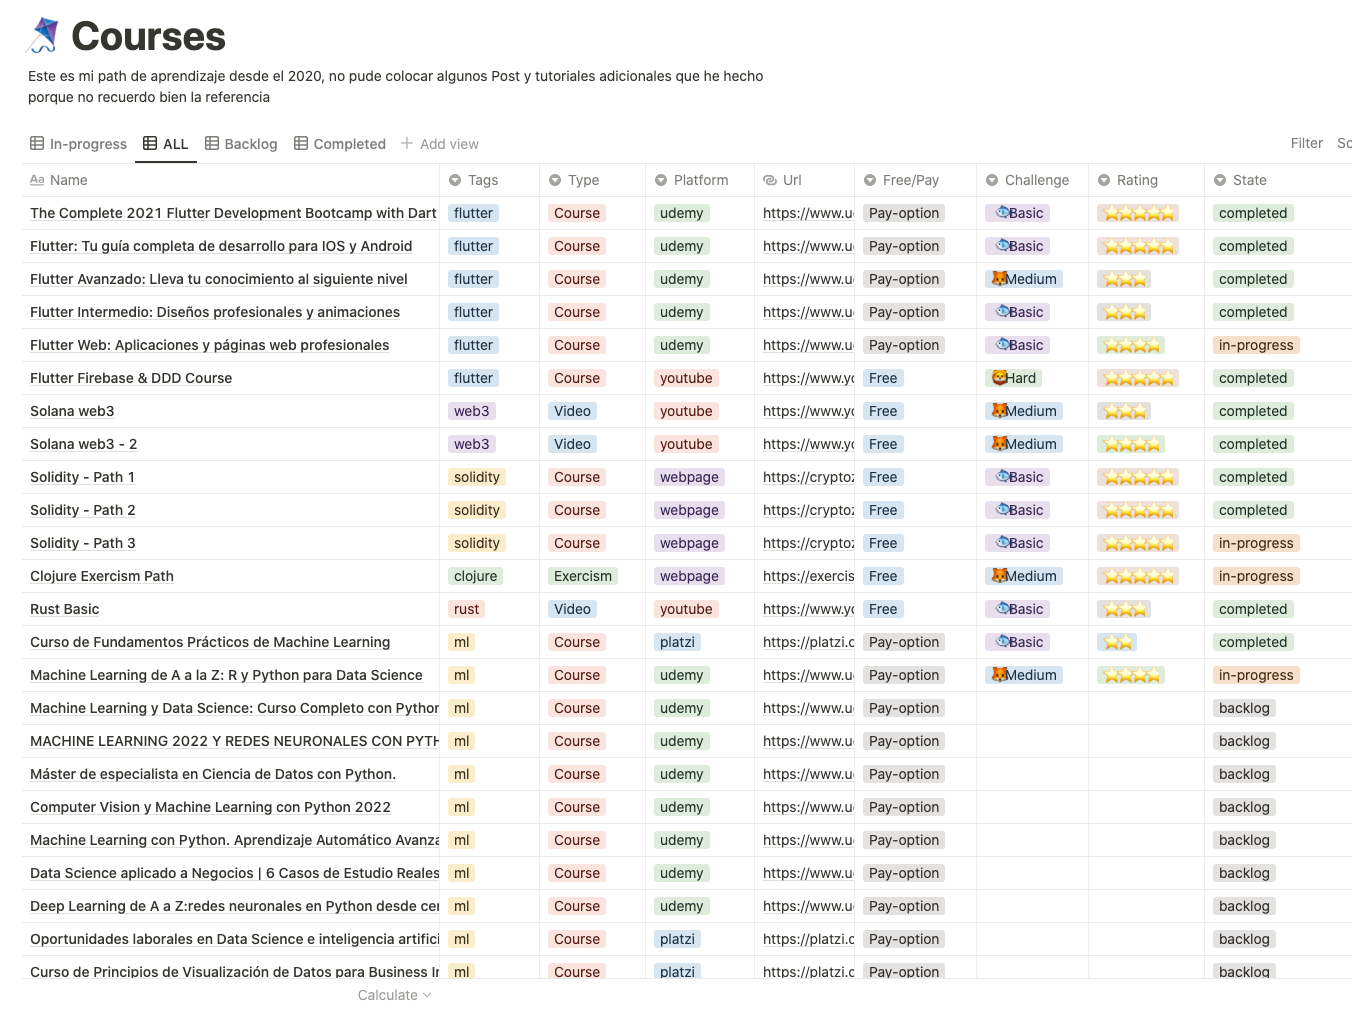 Courses
Este es mi path de aprendizaje desde el 2020, no pude colocar algunos Post y tutoriales adicionales que he hecho
porque no recuerdo bien la referencia
In-progress ALL Backlog Completed + Add view Filter So
Aa Name Tags Type Platform Url Free/Pay Challenge Rating State
The Complete 2021 Flutter Development Bootcamp with Dart flutter Course udemy https://www.u Pay-option Basic completed
Flutter: Tu guía completa de desarrollo para IOS y Android flutter Course udemy https://www.u Pay-option Basic completed
Flutter Avanzado: Lleva tu conocimiento al siguiente nivel flutter Course udemy https://www.u Pay-option Medium completed
Flutter Intermedio: Diseños profesionales y animaciones flutter Course udemy https://www.u Pay-option Basic completed
Flutter Web: Aplicaciones y páginas web profesionales flutter Course udemy https://www.u Pay-option Basic in-progress
Flutter Firebase & DDD Course flutter Course youtube https://www.yo Free Hard completed
Solana web3 web3 Video youtube https://www.yo Free Medium completed
Solana web3 - 2 web3 Video youtube https://www.yo Free Medium completed
Solidity - Path 1 solidity Course webpage https://cryptoz Free Basic completed
Solidity - Path 2 solidity Course webpage https://cryptoz Free Basic completed
Solidity - Path 3 solidity Course webpage https://cryptoz Free Basic in-progress
Clojure Exercism Path clojure Exercism webpage https://exercis Free Medium in-progress
Rust Basic rust Video youtube https://www.yo Free Basic completed
Curso de Fundamentos Prácticos de Machine Learning ml Course platzi https://platzi.c Pay-option Basic completed
Machine Learning de A a la Z: R y Python para Data Science ml Course udemy https://www.u Pay-option Medium in-progress
Machine Learning y Data Science: Curso Completo con Python ml Course udemy https://www.u Pay-option backlog
MACHINE LEARNING 2022 Y REDES NEURONALES CON PYTH ml Course udemy https://www.u Pay-option backlog
Máster de especialista en Ciencia de Datos con Python. ml Course udemy https://www.u Pay-option backlog
Computer Vision y Machine Learning con Python 2022 ml Course udemy https://www.u Pay-option backlog
Machine Learning con Python. Aprendizaje Automático Avanza ml Course udemy https://www.u Pay-option backlog
Data Science aplicado a Negocios | 6 Casos de Estudio Reales ml Course udemy https://www.u Pay-option backlog
Deep Learning de A a Z:redes neuronales en Python desde cer ml Course udemy https://www.u Pay-option backlog
Oportunidades laborales en Data Science e inteligencia artifici ml Course platzi https://platzi.c Pay-option backlog
Curso de Principios de Visualización de Datos para Business In ml Course platzi https://platzi.c Pay-option backlog
Calculate